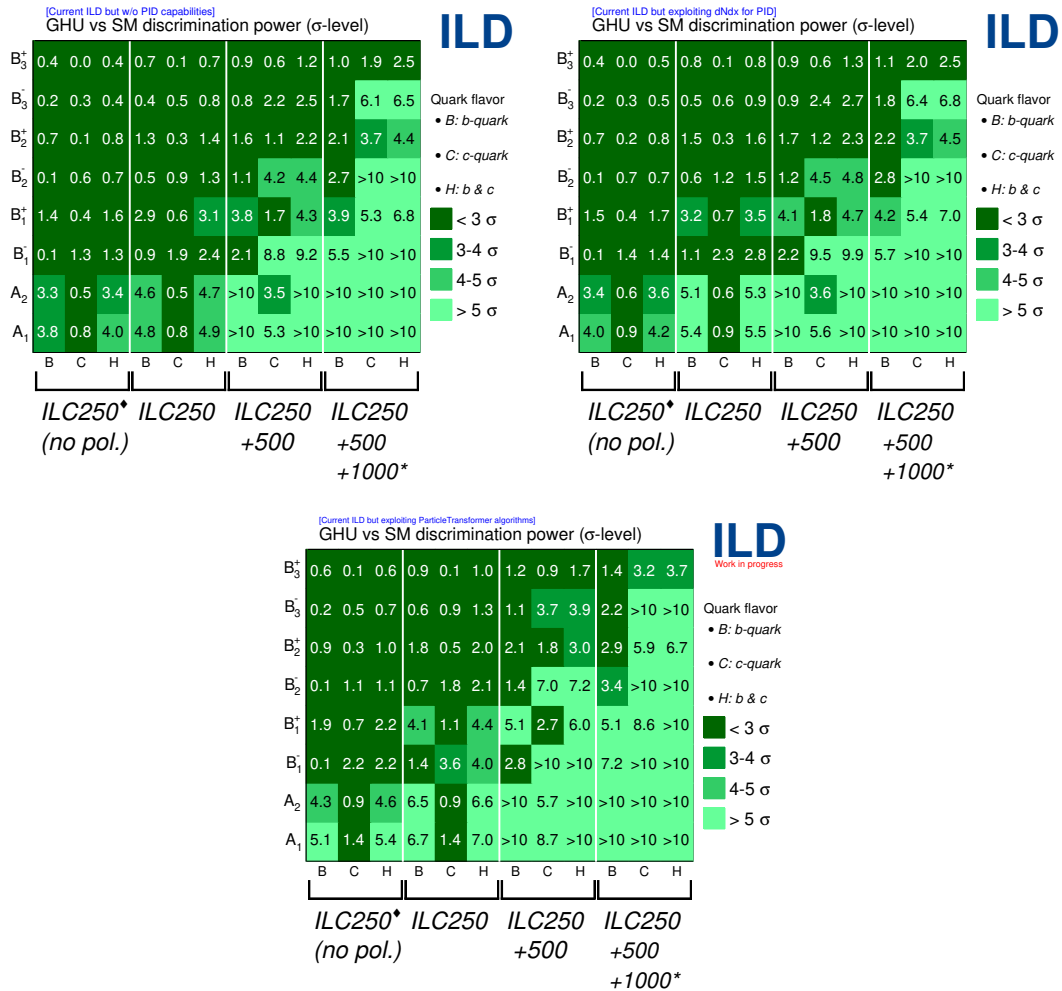 [Current ILD but w/o PID capabilities]
GHU vs SM discrimination power (σ-level)
ILD
B₃⁺ 0.4 0.0 0.4 0.7 0.1 0.7 0.9 0.6 1.2 1.0 1.9 2.5
B₃⁻ 0.2 0.3 0.4 0.4 0.5 0.8 0.8 2.2 2.5 1.7 6.1 6.5
B₂⁺ 0.7 0.1 0.8 1.3 0.3 1.4 1.6 1.1 2.2 2.1 3.7 4.4
B₂⁻ 0.1 0.6 0.7 0.5 0.9 1.3 1.1 4.2 4.4 2.7 >10 >10
B₁⁺ 1.4 0.4 1.6 2.9 0.6 3.1 3.8 1.7 4.3 3.9 5.3 6.8
B₁⁻ 0.1 1.3 1.3 0.9 1.9 2.4 2.1 8.8 9.2 5.5 >10 >10
A₂ 3.3 0.5 3.4 4.6 0.5 4.7 >10 3.5 >10 >10 >10 >10
A₁ 3.8 0.8 4.0 4.8 0.8 4.9 >10 5.3 >10 >10 >10 >10
B C H B C H B C H B C H
ILC250♦ ILC250 ILC250 ILC250
(no pol.) +500 +500
+1000*
Quark flavor
• B: b-quark
• C: c-quark
• H: b & c
< 3 σ
3-4 σ
4-5 σ
> 5 σ
[Current ILD but exploiting dNdx for PID]
GHU vs SM discrimination power (σ-level)
ILD
B₃⁺ 0.4 0.0 0.5 0.8 0.1 0.8 0.9 0.6 1.3 1.1 2.0 2.5
B₃⁻ 0.2 0.3 0.5 0.5 0.6 0.9 0.9 2.4 2.7 1.8 6.4 6.8
B₂⁺ 0.7 0.2 0.8 1.5 0.3 1.6 1.7 1.2 2.3 2.2 3.7 4.5
B₂⁻ 0.1 0.7 0.7 0.6 1.2 1.5 1.2 4.5 4.8 2.8 >10 >10
B₁⁺ 1.5 0.4 1.7 3.2 0.7 3.5 4.1 1.8 4.7 4.2 5.4 7.0
B₁⁻ 0.1 1.4 1.4 1.1 2.3 2.8 2.2 9.5 9.9 5.7 >10 >10
A₂ 3.4 0.6 3.6 5.1 0.6 5.3 >10 3.6 >10 >10 >10 >10
A₁ 4.0 0.9 4.2 5.4 0.9 5.5 >10 5.6 >10 >10 >10 >10
B C H B C H B C H B C H
ILC250♦ ILC250 ILC250 ILC250
(no pol.) +500 +500
+1000*
Quark flavor
• B: b-quark
• C: c-quark
• H: b & c
< 3 σ
3-4 σ
4-5 σ
> 5 σ
[Current ILD but exploiting ParticleTransformer algorithms]
GHU vs SM discrimination power (σ-level)
ILD
Work in progress
B₃⁺ 0.6 0.1 0.6 0.9 0.1 1.0 1.2 0.9 1.7 1.4 3.2 3.7
B₃⁻ 0.2 0.5 0.7 0.6 0.9 1.3 1.1 3.7 3.9 2.2 >10 >10
B₂⁺ 0.9 0.3 1.0 1.8 0.5 2.0 2.1 1.8 3.0 2.9 5.9 6.7
B₂⁻ 0.1 1.1 1.1 0.7 1.8 2.1 1.4 7.0 7.2 3.4 >10 >10
B₁⁺ 1.9 0.7 2.2 4.1 1.1 4.4 5.1 2.7 6.0 5.1 8.6 >10
B₁⁻ 0.1 2.2 2.2 1.4 3.6 4.0 2.8 >10 >10 7.2 >10 >10
A₂ 4.3 0.9 4.6 6.5 0.9 6.6 >10 5.7 >10 >10 >10 >10
A₁ 5.1 1.4 5.4 6.7 1.4 7.0 >10 8.7 >10 >10 >10 >10
B C H B C H B C H B C H
ILC250♦ ILC250 ILC250 ILC250
(no pol.) +500 +500
+1000*
Quark flavor
• B: b-quark
• C: c-quark
• H: b & c
< 3 σ
3-4 σ
4-5 σ
> 5 σ